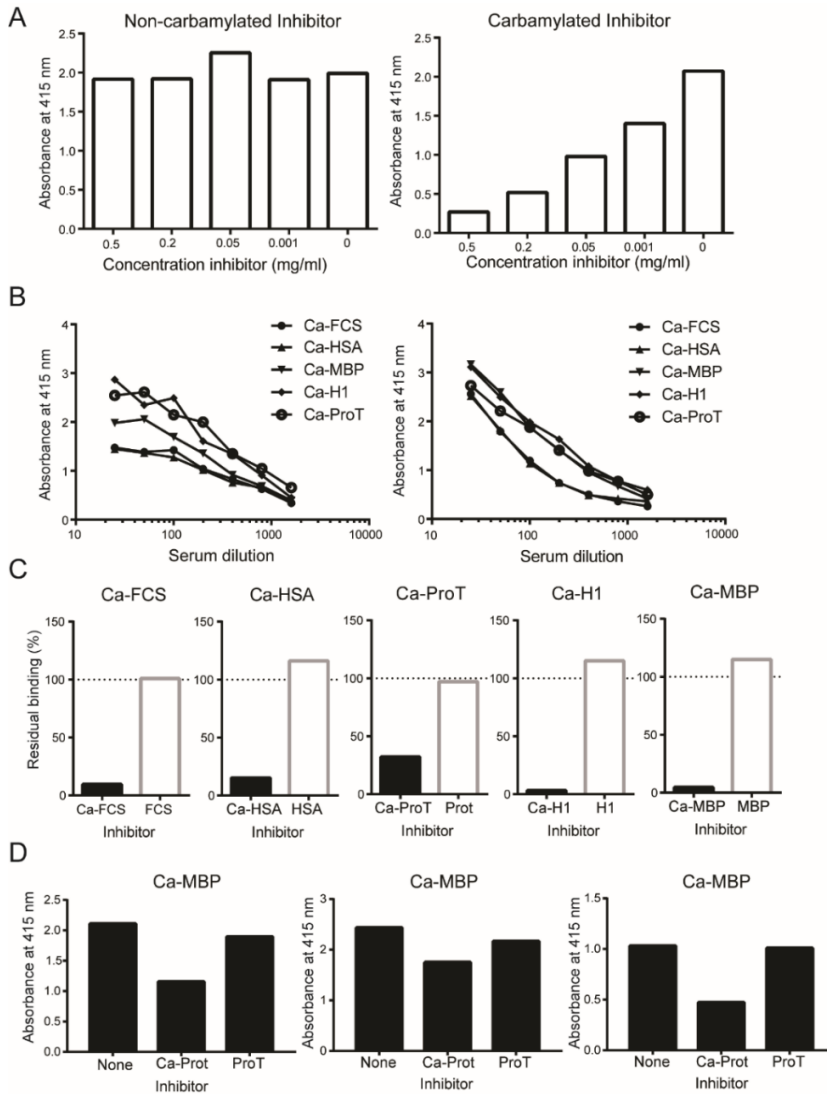 A
Non-carbamylated Inhibitor
Absorbance at 415 nm
2.5
2.0
1.5
1.0
0.5
0.0
0.5 0.2 0.05 0.001 0
Concentration inhibitor (mg/ml)
Carbamylated Inhibitor
Absorbance at 415 nm
2.5
2.0
1.5
1.0
0.5
0.0
0.5 0.2 0.05 0.001 0
Concentration inhibitor (mg/ml)
B
Absorbance at 415 nm
4
3
2
1
0
10 100 1000 10000
Serum dilution
Ca-FCS
Ca-HSA
Ca-MBP
Ca-H1
Ca-ProT
Absorbance at 415 nm
4
3
2
1
0
10 100 1000 10000
Serum dilution
Ca-FCS
Ca-HSA
Ca-MBP
Ca-H1
Ca-ProT
C
Ca-FCS
Residual binding (%)
150
100
50
0
Ca-FCS FCS
Inhibitor
Ca-HSA
150
100
50
0
Ca-HSA HSA
Inhibitor
Ca-ProT
150
100
50
0
Ca-ProT Prot
Inhibitor
Ca-H1
150
100
50
0
Ca-H1 H1
Inhibitor
Ca-MBP
150
100
50
0
Ca-MBP MBP
Inhibitor
D
Ca-MBP
Absorbance at 415 nm
2.5
2.0
1.5
1.0
0.5
0.0
None Ca-Prot ProT
Inhibitor
Ca-MBP
Absorbance at 415 nm
3
2
1
0
None Ca-Prot ProT
Inhibitor
Ca-MBP
Absorbance at 415 nm
1.5
1.0
0.5
0.0
None Ca-Prot ProT
Inhibitor